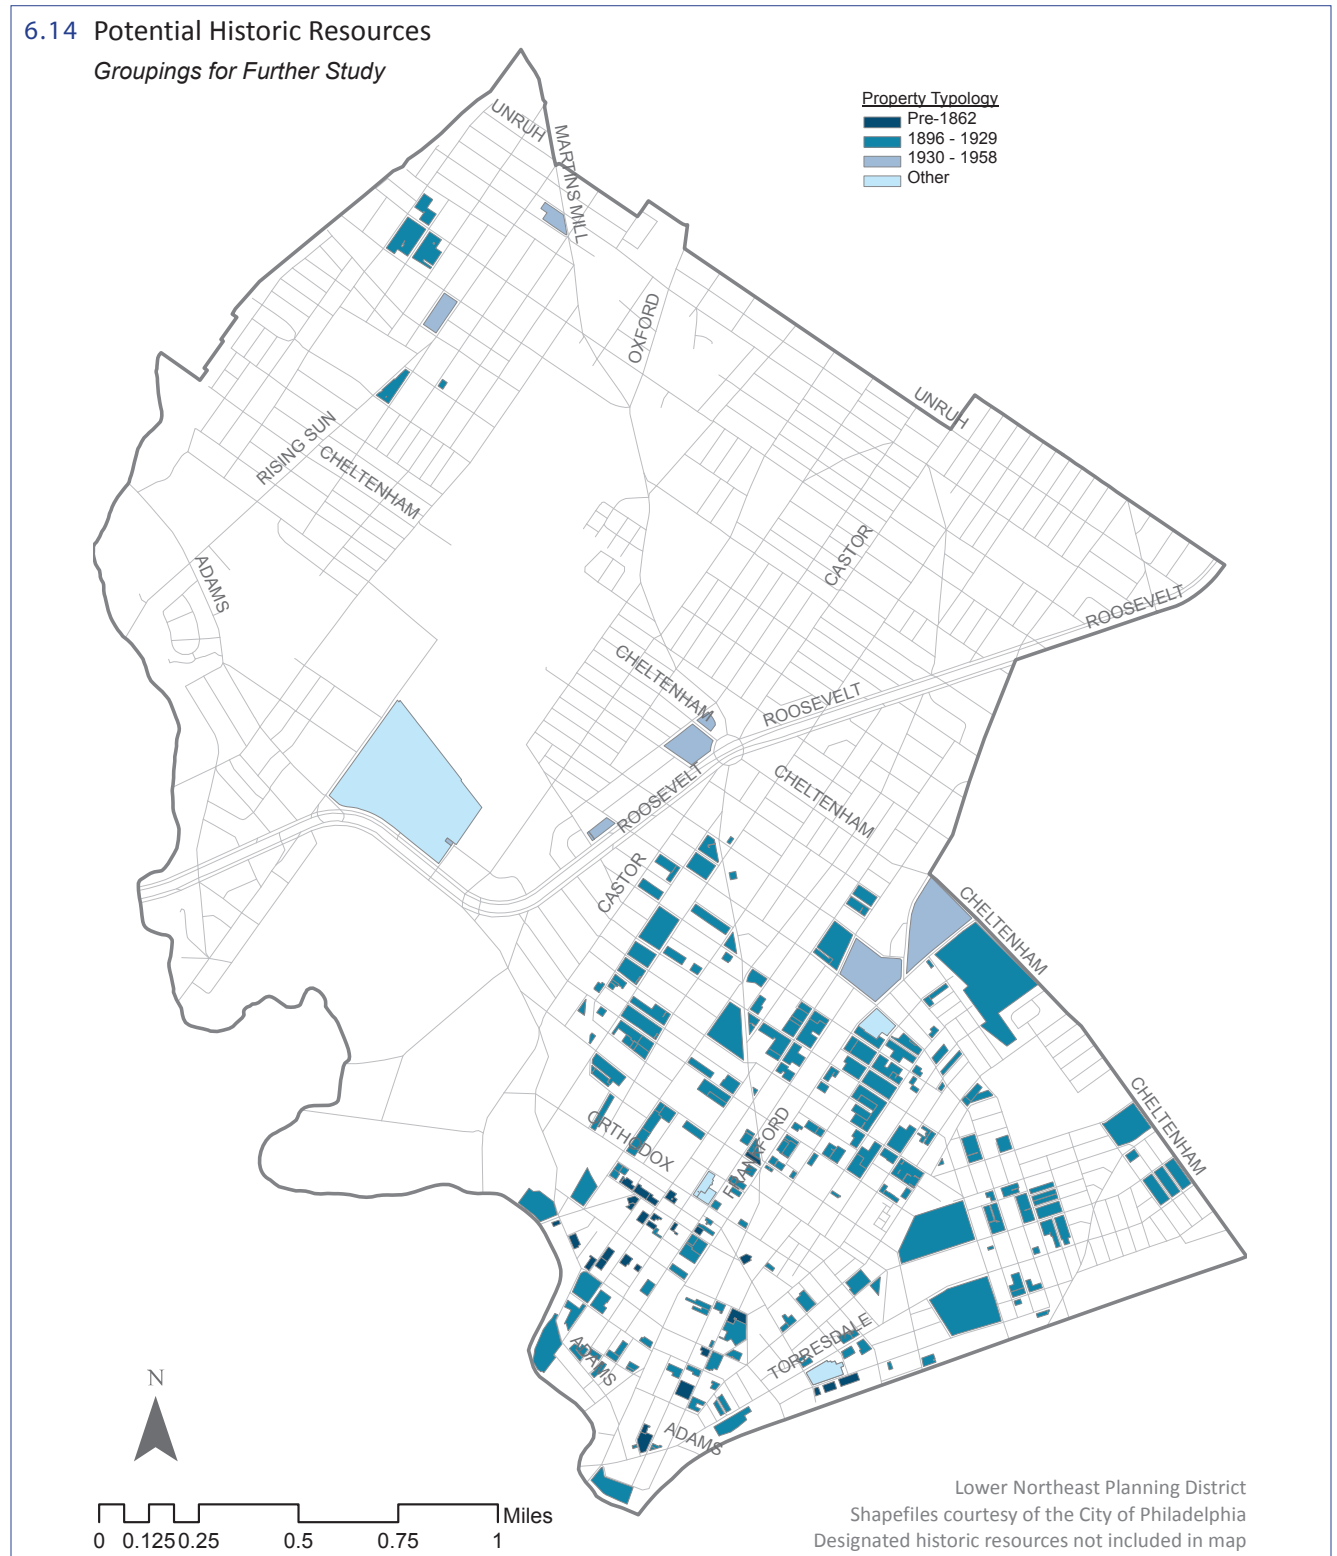 6.14 Potential Historic Resources
Groupings for Further Study
Property Typology
Pre-1862
1896 - 1929
1930 - 1958
Other
UNRUH
MARTINS MILL
OXFORD
UNRUH
RISING SUN
CHELTENHAM
CASTOR
ADAMS
ROOSEVELT
CHELTENHAM
ROOSEVELT
ROOSEVELT
CHELTENHAM
CASTOR
CHELTENHAM
CHELTENHAM
ORTHODOX
FRANKFORD
TORRESDALE
ADAMS
ADAMS
N
Miles
0 0.125 0.25 0.5 0.75 1
Lower Northeast Planning District
Shapefiles courtesy of the City of Philadelphia
Designated historic resources not included in map